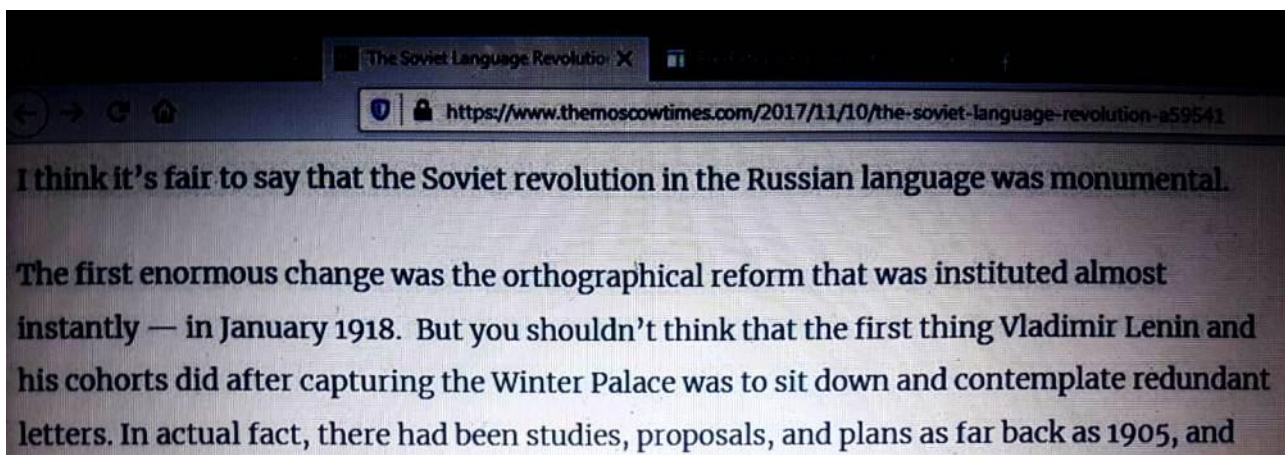 The Soviet Language Revolutio
https://www.themoscowtimes.com/2017/11/10/the-soviet-language-revolution-a59541
I think it's fair to say that the Soviet revolution in the Russian language was monumental.
The first enormous change was the orthographical reform that was instituted almost
instantly — in January 1918. But you shouldn't think that the first thing Vladimir Lenin and
his cohorts did after capturing the Winter Palace was to sit down and contemplate redundant
letters. In actual fact, there had been studies, proposals, and plans as far back as 1905, and